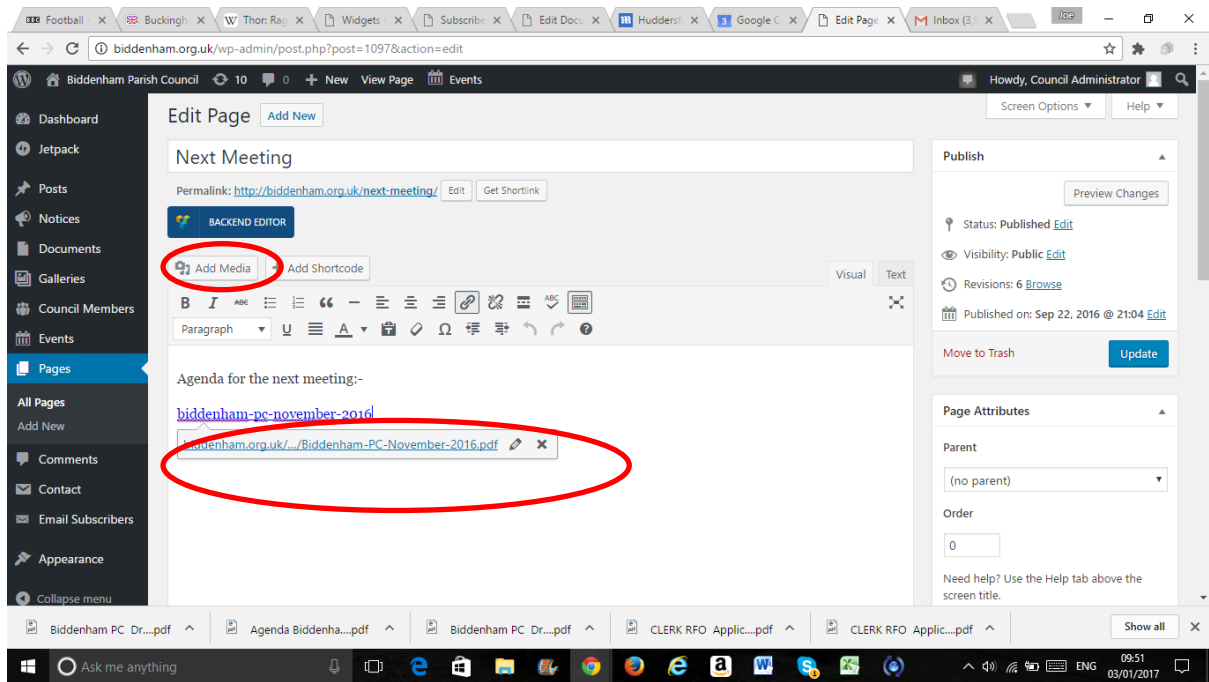 Football -
Buckingh
Thor: Rag
Widgets -
Subscribe
Edit Docu
Huddersf
Google C
Edit Page
Inbox (3,
Joe
biddenham.org.uk/wp-admin/post.php?post=1097&action=edit
Biddenham Parish Council 10 0 + New View Page Events Howdy, Council Administrator
Screen Options ▼ Help ▼
Dashboard
Jetpack
Posts
Notices
Documents
Galleries
Council Members
Events
Pages
All Pages
Add New
Comments
Contact
Email Subscribers
Appearance
Collapse menu
Edit Page Add New
Next Meeting
Permalink: http://biddenham.org.uk/next-meeting/ Edit Get Shortlink
BACKEND EDITOR
Add Media + Add Shortcode
Visual Text
B I ABC ABC
Paragraph U A Ω
Agenda for the next meeting:-
biddenham-pc-november-2016
biddenham.org.uk/.../Biddenham-PC-November-2016.pdf
Publish
Preview Changes
Status: Published Edit
Visibility: Public Edit
Revisions: 6 Browse
Published on: Sep 22, 2016 @ 21:04 Edit
Move to Trash Update
Page Attributes
Parent
(no parent)
Order
0
Need help? Use the Help tab above the
screen title.
Biddenham PC Dr....pdf Agenda Biddenha....pdf Biddenham PC Dr....pdf CLERK RFO Applic....pdf CLERK RFO Applic....pdf Show all
Ask me anything ENG 09:51
03/01/2017